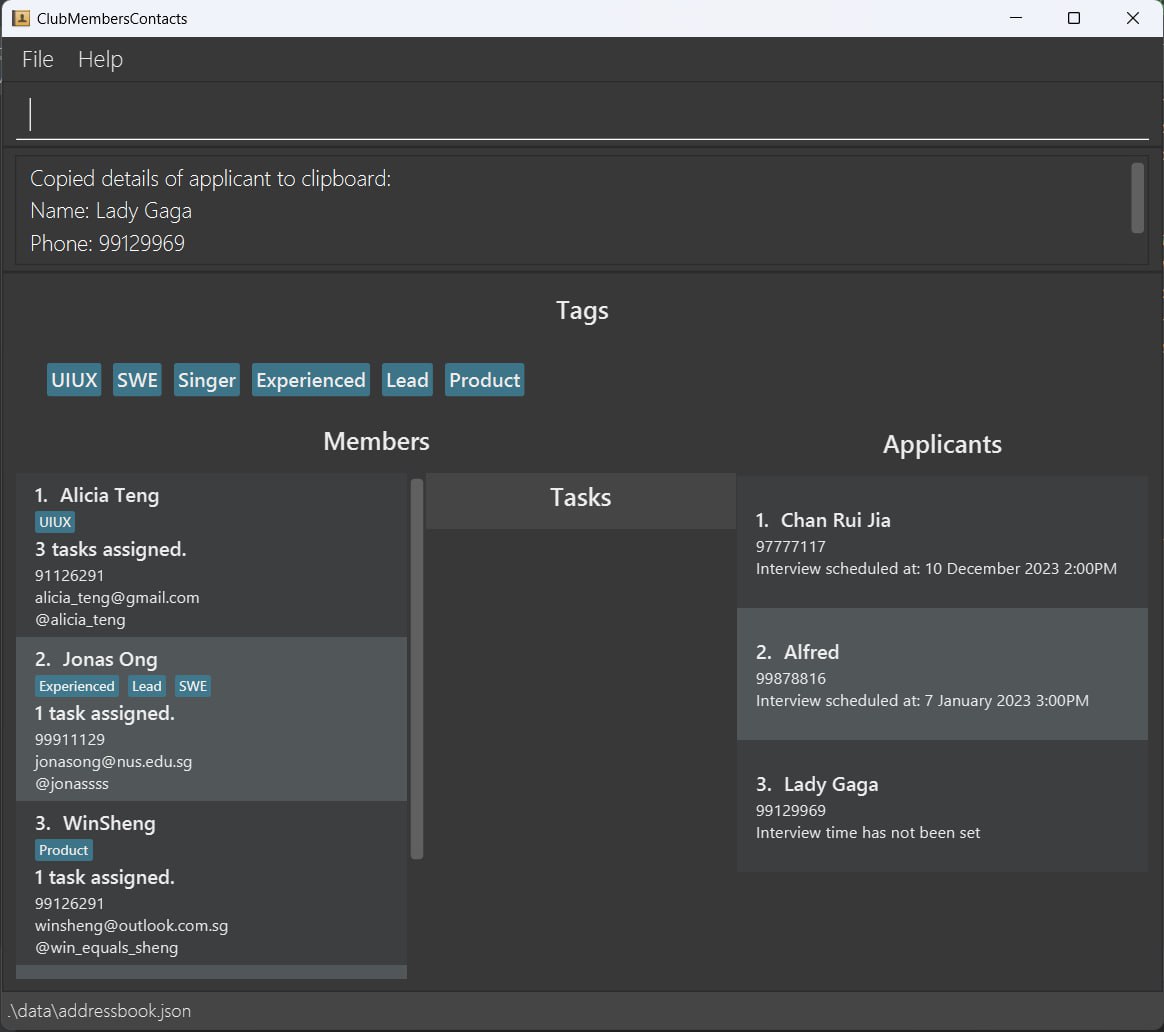 ClubMembersContacts
File Help
Copied details of applicant to clipboard:
Name: Lady Gaga
Phone: 99129969
Tags
UIUX SWE Singer Experienced Lead Product
Members
1. Alicia Teng
UIUX
3 tasks assigned.
91126291
alicia_teng@gmail.com
@alicia_teng
2. Jonas Ong
Experienced Lead SWE
1 task assigned.
99911129
jonasong@nus.edu.sg
@jonassss
3. WinSheng
Product
1 task assigned.
99126291
winsheng@outlook.com.sg
@win_equals_sheng
Tasks
Applicants
1. Chan Rui Jia
97777117
Interview scheduled at: 10 December 2023 2:00PM
2. Alfred
99878816
Interview scheduled at: 7 January 2023 3:00PM
3. Lady Gaga
99129969
Interview time has not been set
.\data\addressbook.json